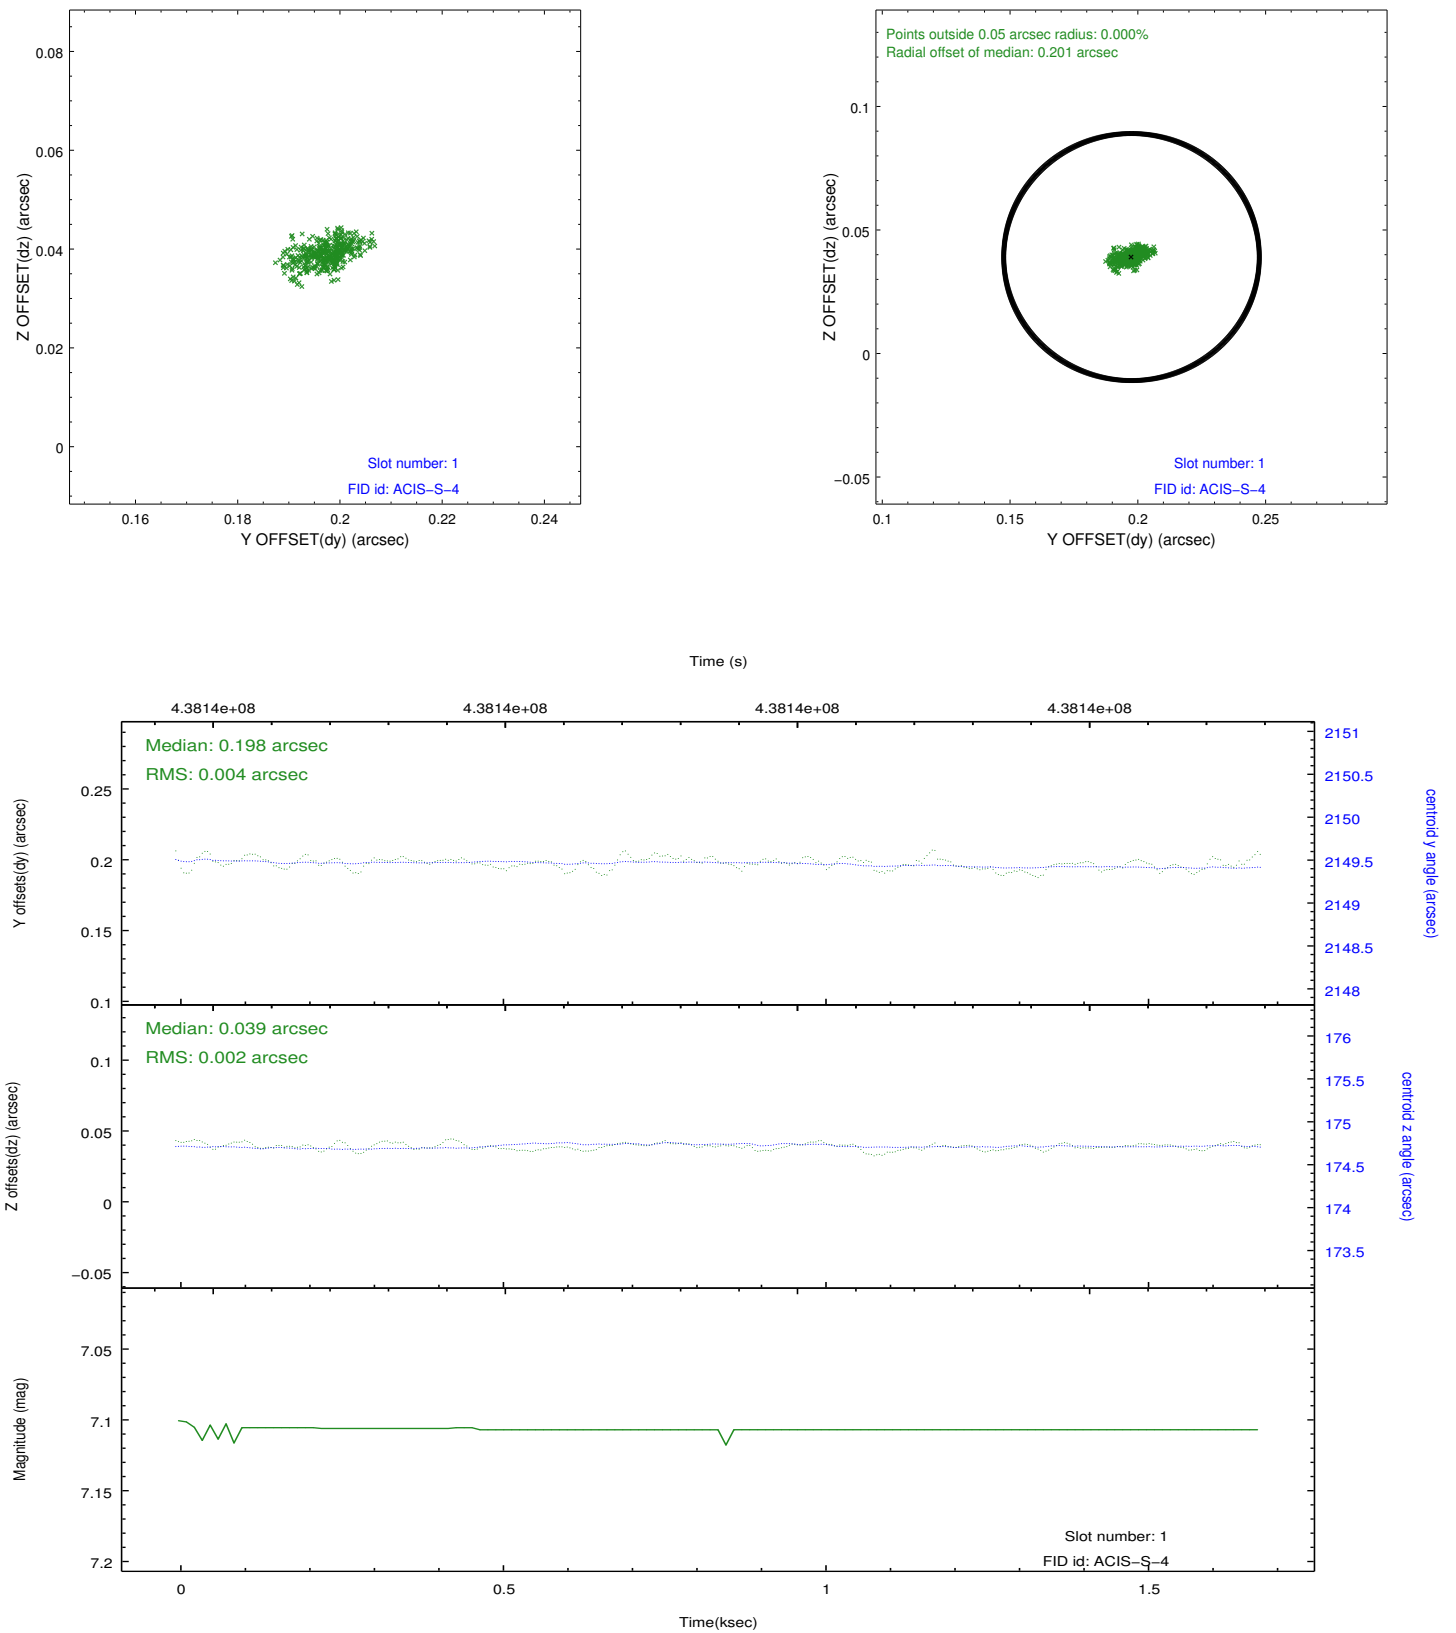 0.08
0.06
0.04
0.02
0
Z OFFSET(dz) (arcsec)
Slot number: 1
FID id: ACIS−S−4
0.16 0.18 0.2 0.22 0.24
Y OFFSET(dy) (arcsec)
Points outside 0.05 arcsec radius: 0.000%
Radial offset of median: 0.201 arcsec
0.1
0.05
0
−0.05
Z OFFSET(dz) (arcsec)
Slot number: 1
FID id: ACIS−S−4
0.1 0.15 0.2 0.25
Y OFFSET(dy) (arcsec)
Time (s)
4.3814e+08 4.3814e+08 4.3814e+08 4.3814e+08
Median: 0.198 arcsec
RMS: 0.004 arcsec
0.25
0.2
0.15
0.1
Y offsets(dy) (arcsec)
2151
2150.5
2150
2149.5
2149
2148.5
2148
centroid y angle (arcsec)
Median: 0.039 arcsec
RMS: 0.002 arcsec
0.1
0.05
0
−0.05
Z offsets(dz) (arcsec)
176
175.5
175
174.5
174
173.5
centroid z angle (arcsec)
7.05
7.1
7.15
7.2
Magnitude (mag)
Slot number: 1
FID id: ACIS−S−4
0 0.5 1 1.5
Time(ksec)